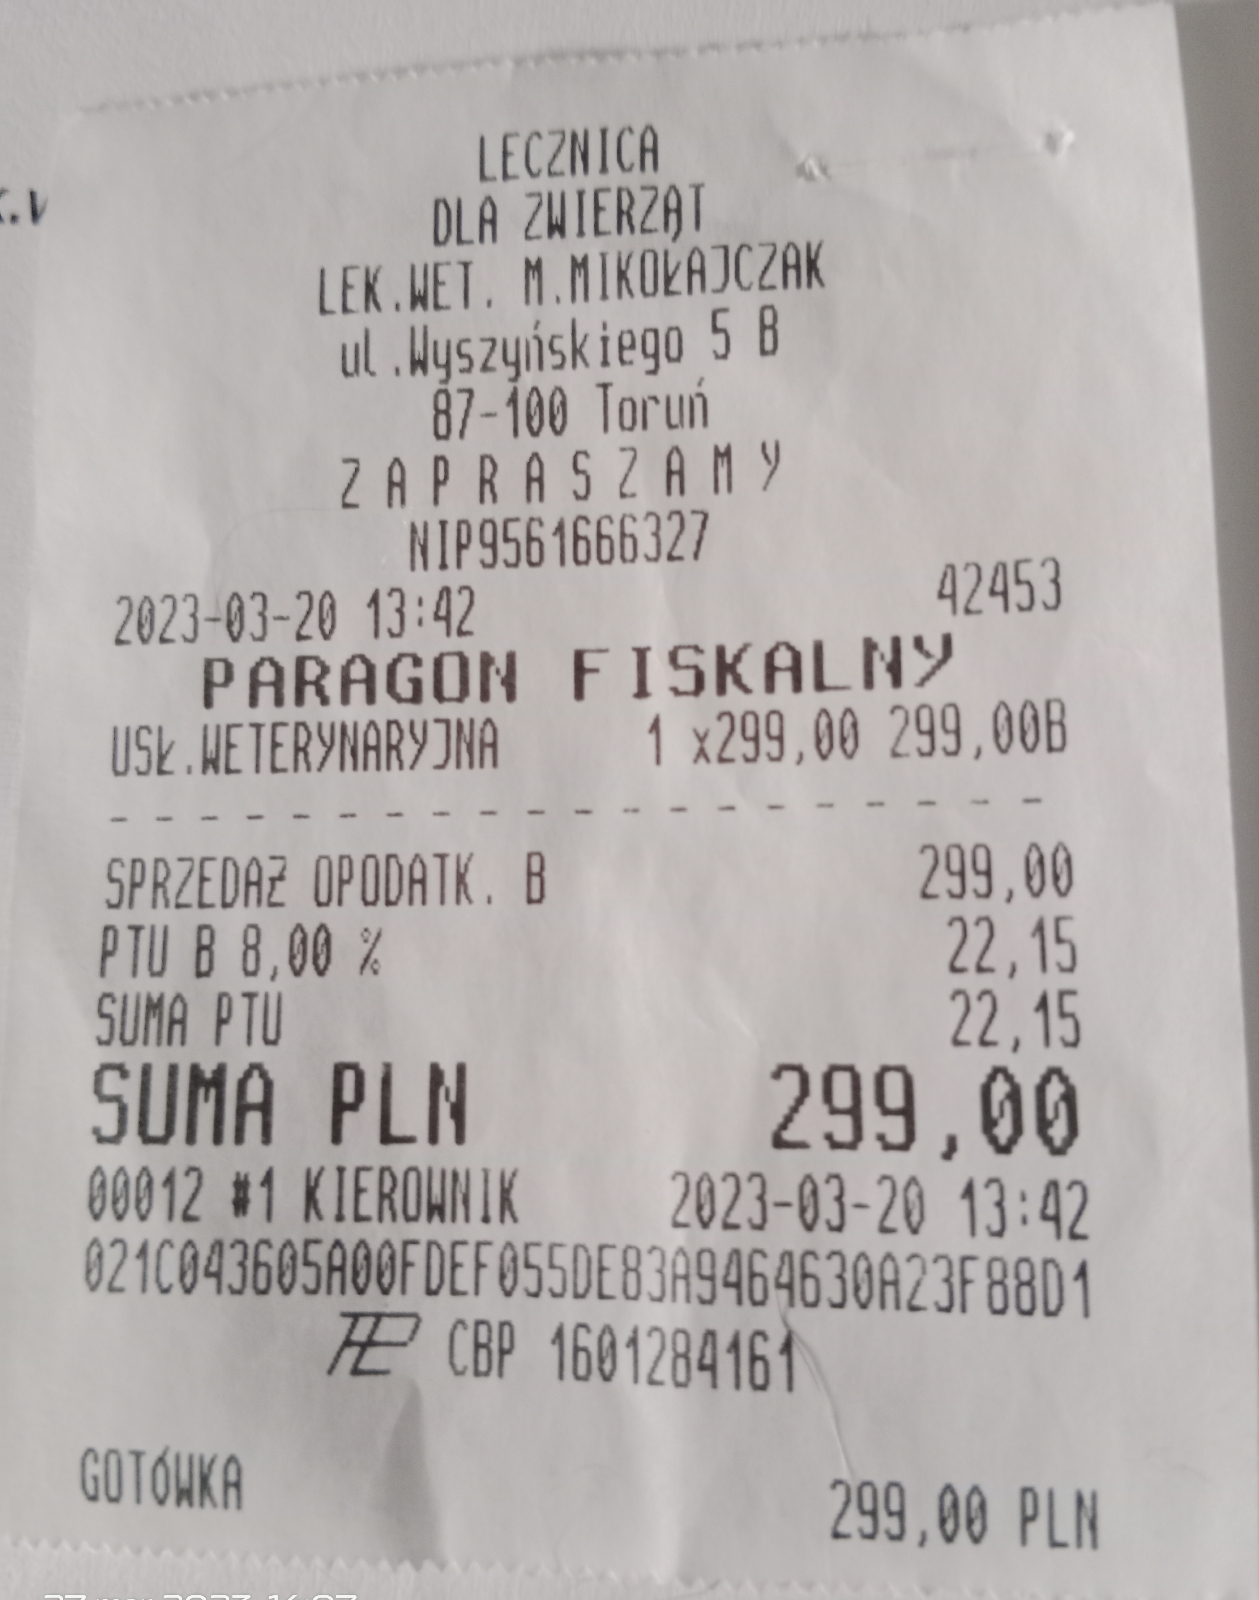 LECZNICA
DLA ZWIERZĄT
LEK.WET. M.MIKOŁAJCZAK
ul.Wyszyńskiego 5 B
87-100 Toruń
Z A P R A S Z A M Y
NIP9561666327
2023-03-20 13:42 42453
PARAGON FISKALNY
USŁ.WETERYNARYJNA 1 x299,00 299,00B
- - - - - - - - - - - - - - - - - - - - -
SPRZEDAŻ OPODATK. B 299,00
PTU B 8,00 % 22,15
SUMA PTU 22,15
SUMA PLN 299,00
00012 #1 KIEROWNIK 2023-03-20 13:42
021C043605A00FDEF055DE83A9464630A23F88D1
CBP 1601284161
GOTÓWKA 299,00 PLN